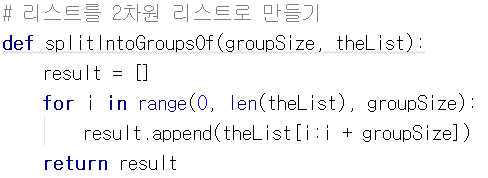 # 리스트를 2차원 리스트로 만들기
def splitIntoGroupsOf(groupSize, theList):
    result = []
    for i in range(0, len(theList), groupSize):
        result.append(theList[i:i + groupSize])
    return result